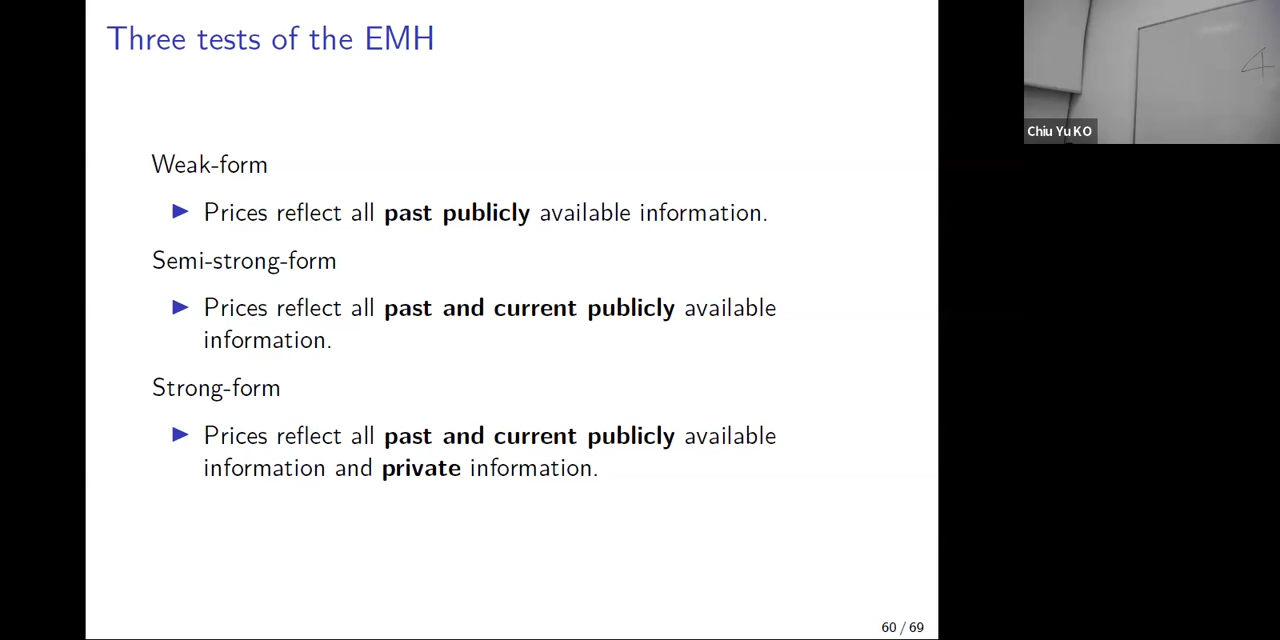 Three tests of the EMH
Weak-form
▶ Prices reflect all past publicly available information.
Semi-strong-form
▶ Prices reflect all past and current publicly available
information.
Strong-form
▶ Prices reflect all past and current publicly available
information and private information.
60 / 69
Chiu Yu KO
4